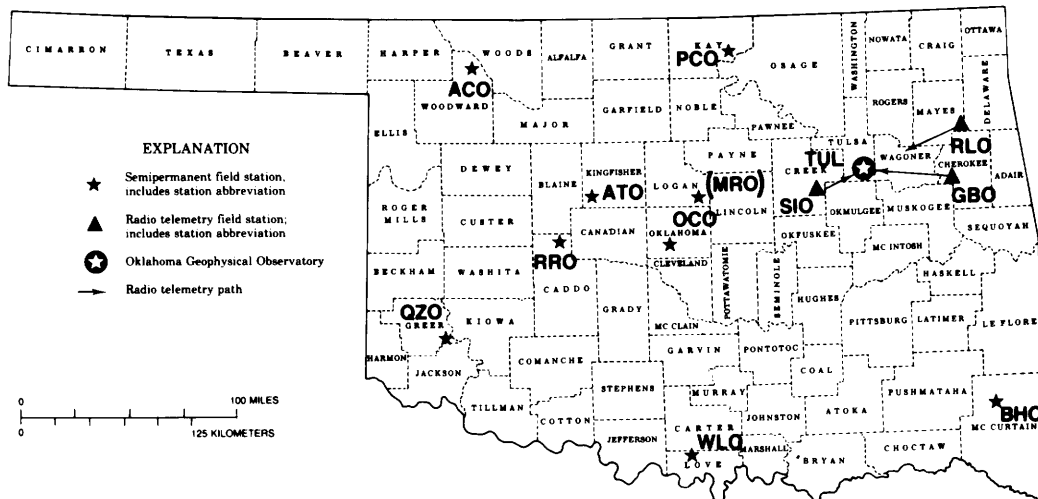 CIMARRON
TEXAS
BEAVER
HARPER
WOODS
ALFALFA
GRANT
KAY
OSAGE
WASHINGTON
NOWATA
CRAIG
OTTAWA
PCO
ACO
WOODWARD
GARFIELD
NOBLE
ROGERS
MAYES
DELAWARE
ELLIS
MAJOR
PAWNEE
TULSA
RLO
EXPLANATION
Semipermanent field station,
includes station abbreviation
Radio telemetry field station;
includes station abbreviation
Oklahoma Geophysical Observatory
Radio telemetry path
DEWEY
BLAINE
KINGFISHER
LOGAN
PAYNE
CREEK
TUL
WAGONER
CHEROKEE
ADAIR
ROGER
MILLS
CUSTER
ATO
(MRO)
OCO
LINCOLN
SIO
OKMULGEE
MUSKOGEE
GBO
SEQUOYAH
CANADIAN
OKLAHOMA
OKFUSKEE
MC INTOSH
RRO
CLEVELAND
BECKHAM
WASHITA
CADDO
GRADY
POTTAWATOMIE
SEMINOLE
HUGHES
HASKELL
QZO
GREER
KIOWA
MC CLAIN
PITTSBURG
LATIMER
LE FLORE
HARMON
JACKSON
COMANCHE
GARVIN
PONTOTOC
COAL
STEPHENS
MURRAY
PUSHMATAHA
TILLMAN
COTTON
CARTER
JOHNSTON
ATOKA
BHO
MC CURTAIN
JEFFERSON
WLO
LOVE
MARSHALL
BRYAN
CHOCTAW
0 100 MILES
0 125 KILOMETERS